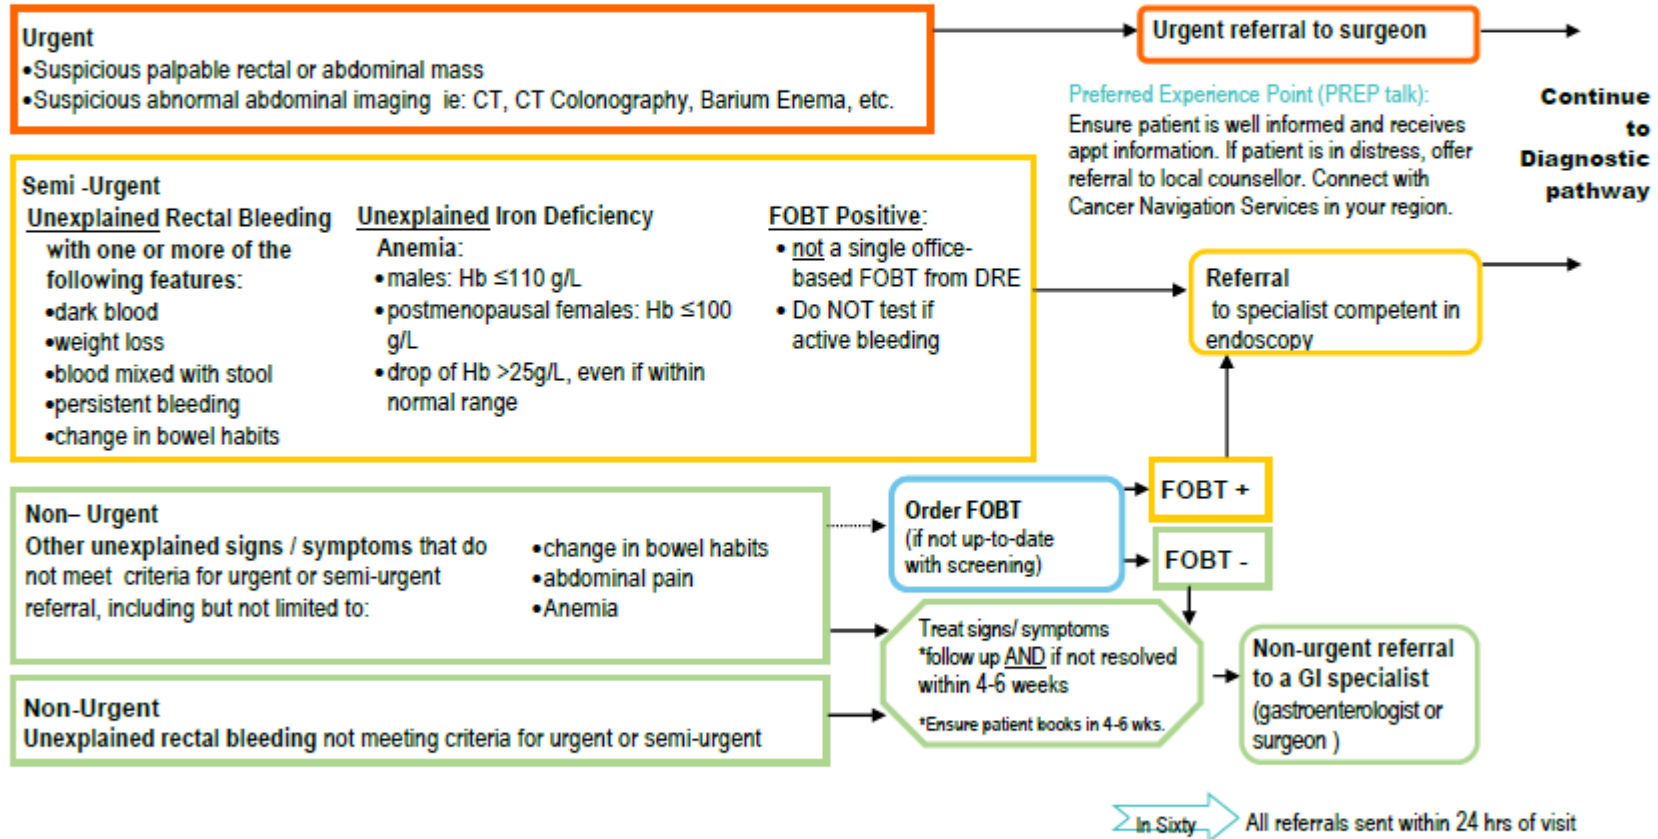 Urgent
•Suspicious palpable rectal or abdominal mass
•Suspicious abnormal abdominal imaging ie: CT, CT Colonography, Barium Enema, etc.
Urgent referral to surgeon
Preferred Experience Point (PREP talk):
Ensure patient is well informed and receives
appt information. If patient is in distress, offer
referral to local counsellor. Connect with
Cancer Navigation Services in your region.
Continue
to
Diagnostic
pathway
Semi -Urgent
Unexplained Rectal Bleeding
with one or more of the
following features:
•dark blood
•weight loss
•blood mixed with stool
•persistent bleeding
•change in bowel habits
Unexplained Iron Deficiency
Anemia:
•males: Hb ≤110 g/L
•postmenopausal females: Hb ≤100
g/L
•drop of Hb >25g/L, even if within
normal range
FOBT Positive:
• not a single office-
based FOBT from DRE
• Do NOT test if
active bleeding
Referral
to specialist competent in
endoscopy
Non– Urgent
Other unexplained signs / symptoms that do
not meet criteria for urgent or semi-urgent
referral, including but not limited to:
•change in bowel habits
•abdominal pain
•Anemia
Order FOBT
(if not up-to-date
with screening)
FOBT +
FOBT -
Treat signs/ symptoms
*follow up AND if not resolved
within 4-6 weeks
*Ensure patient books in 4-6 wks.
Non-urgent referral
to a GI specialist
(gastroenterologist or
surgeon )
Non-Urgent
Unexplained rectal bleeding not meeting criteria for urgent or semi-urgent
In Sixty
All referrals sent within 24 hrs of visit